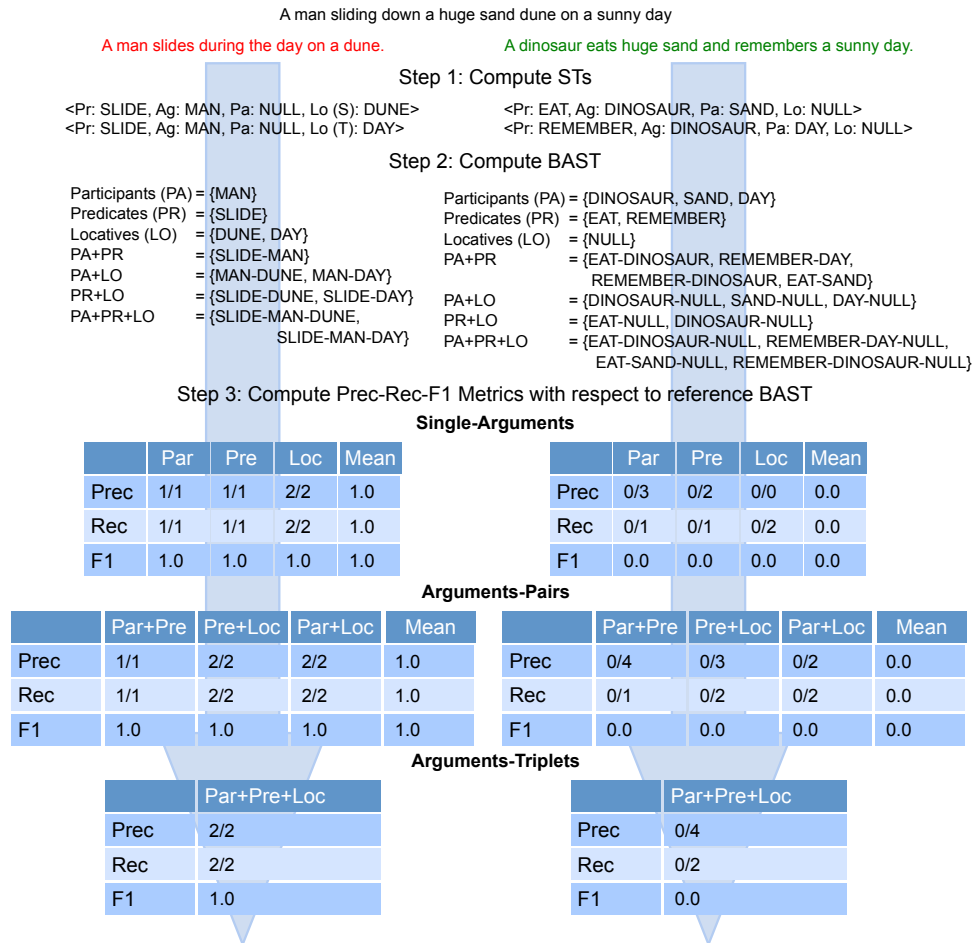 A man sliding down a huge sand dune on a sunny day
A man slides during the day on a dune.
A dinosaur eats huge sand and remembers a sunny day.
Step 1: Compute STs
<Pr: SLIDE, Ag: MAN, Pa: NULL, Lo (S): DUNE>
<Pr: SLIDE, Ag: MAN, Pa: NULL, Lo (T): DAY>
<Pr: EAT, Ag: DINOSAUR, Pa: SAND, Lo: NULL>
<Pr: REMEMBER, Ag: DINOSAUR, Pa: DAY, Lo: NULL>
Step 2: Compute BAST
Participants (PA) = {MAN}
Predicates (PR) = {SLIDE}
Locatives (LO) = {DUNE, DAY}
PA+PR = {SLIDE-MAN}
PA+LO = {MAN-DUNE, MAN-DAY}
PR+LO = {SLIDE-DUNE, SLIDE-DAY}
PA+PR+LO = {SLIDE-MAN-DUNE,
SLIDE-MAN-DAY}
Participants (PA) = {DINOSAUR, SAND, DAY}
Predicates (PR) = {EAT, REMEMBER}
Locatives (LO) = {NULL}
PA+PR = {EAT-DINOSAUR, REMEMBER-DAY,
REMEMBER-DINOSAUR, EAT-SAND}
PA+LO = {DINOSAUR-NULL, SAND-NULL, DAY-NULL}
PR+LO = {EAT-NULL, DINOSAUR-NULL}
PA+PR+LO = {EAT-DINOSAUR-NULL, REMEMBER-DAY-NULL,
EAT-SAND-NULL, REMEMBER-DINOSAUR-NULL}
Step 3: Compute Prec-Rec-F1 Metrics with respect to reference BAST
Single-Arguments
Par Pre Loc Mean
Prec 1/1 1/1 2/2 1.0
Rec 1/1 1/1 2/2 1.0
F1 1.0 1.0 1.0 1.0
Par Pre Loc Mean
Prec 0/3 0/2 0/0 0.0
Rec 0/1 0/1 0/2 0.0
F1 0.0 0.0 0.0 0.0
Arguments-Pairs
Par+Pre Pre+Loc Par+Loc Mean
Prec 1/1 2/2 2/2 1.0
Rec 1/1 2/2 2/2 1.0
F1 1.0 1.0 1.0 1.0
Par+Pre Pre+Loc Par+Loc Mean
Prec 0/4 0/3 0/2 0.0
Rec 0/1 0/2 0/2 0.0
F1 0.0 0.0 0.0 0.0
Arguments-Triplets
Par+Pre+Loc
Prec 2/2
Rec 2/2
F1 1.0
Par+Pre+Loc
Prec 0/4
Rec 0/2
F1 0.0